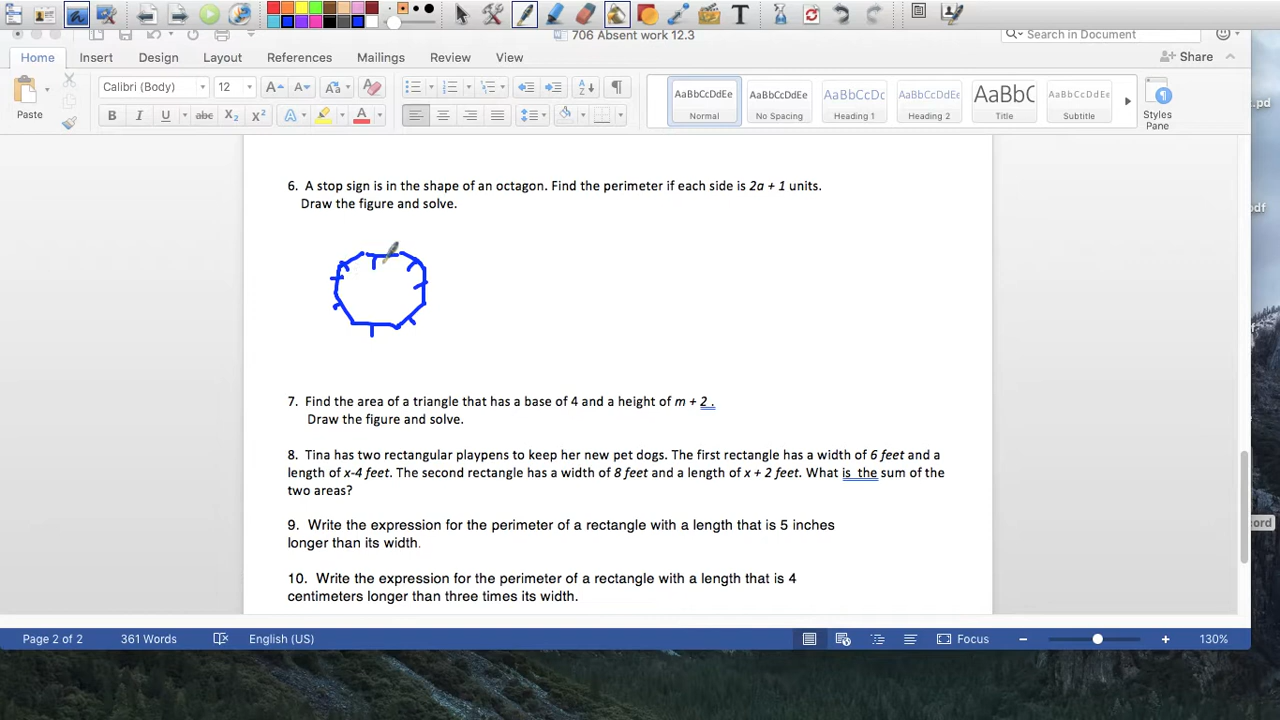 706 Absent work 12.3
Search in Document
Home Insert Design Layout References Mailings Review View
Share
Paste
Calibri (Body) 12
B I U abc X₂ X²
AaBbCcDdEe AaBbCcDdEe AaBbCcDc AaBbCcDdEe AaBbC AaBbCcDdEe
Normal No Spacing Heading 1 Heading 2 Title Subtitle
Styles Pane
6. A stop sign is in the shape of an octagon. Find the perimeter if each side is 2a + 1 units.
Draw the figure and solve.
7. Find the area of a triangle that has a base of 4 and a height of m + 2 .
Draw the figure and solve.
8. Tina has two rectangular playpens to keep her new pet dogs. The first rectangle has a width of 6 feet and a
length of x-4 feet. The second rectangle has a width of 8 feet and a length of x + 2 feet. What is the sum of the
two areas?
9. Write the expression for the perimeter of a rectangle with a length that is 5 inches
longer than its width.
10. Write the expression for the perimeter of a rectangle with a length that is 4
centimeters longer than three times its width.
Page 2 of 2 361 Words English (US) Focus 130%